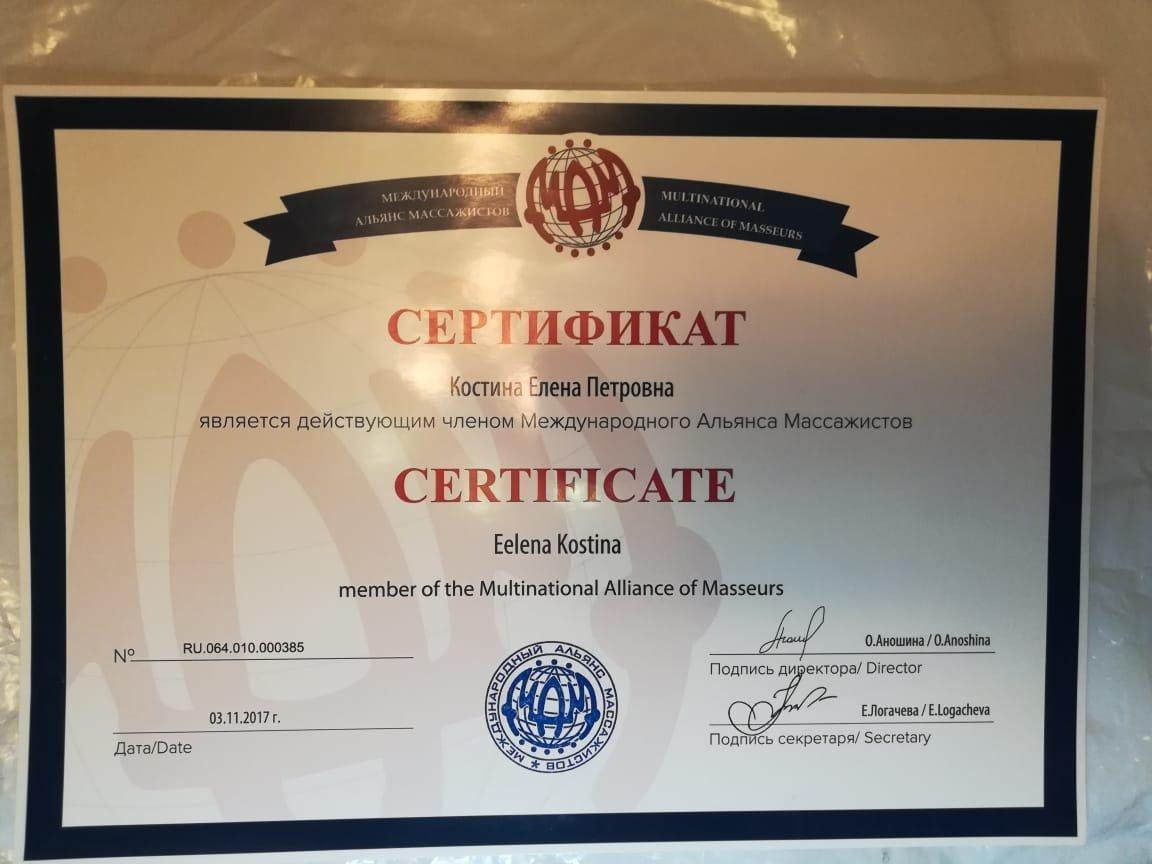 МЕЖДУНАРОДНЫЙ
АЛЬЯНС МАССАЖИСТОВ
МАМ
MULTINATIONAL
ALLIANCE OF MASSEURS
СЕРТИФИКАТ
Костина Елена Петровна
является действующим членом Международного Альянса Массажистов
CERTIFICATE
Eelena Kostina
member of the Multinational Alliance of Masseurs
№ RU.064.010.000385
03.11.2017 г.
Дата/Date
МЕЖДУНАРОДНЫЙ АЛЬЯНС МАССАЖИСТОВ
МАМ
О.Аношина / O.Anoshina
Подпись директора/ Director
Е.Логачева / E.Logacheva
Подпись секретаря/ Secretary